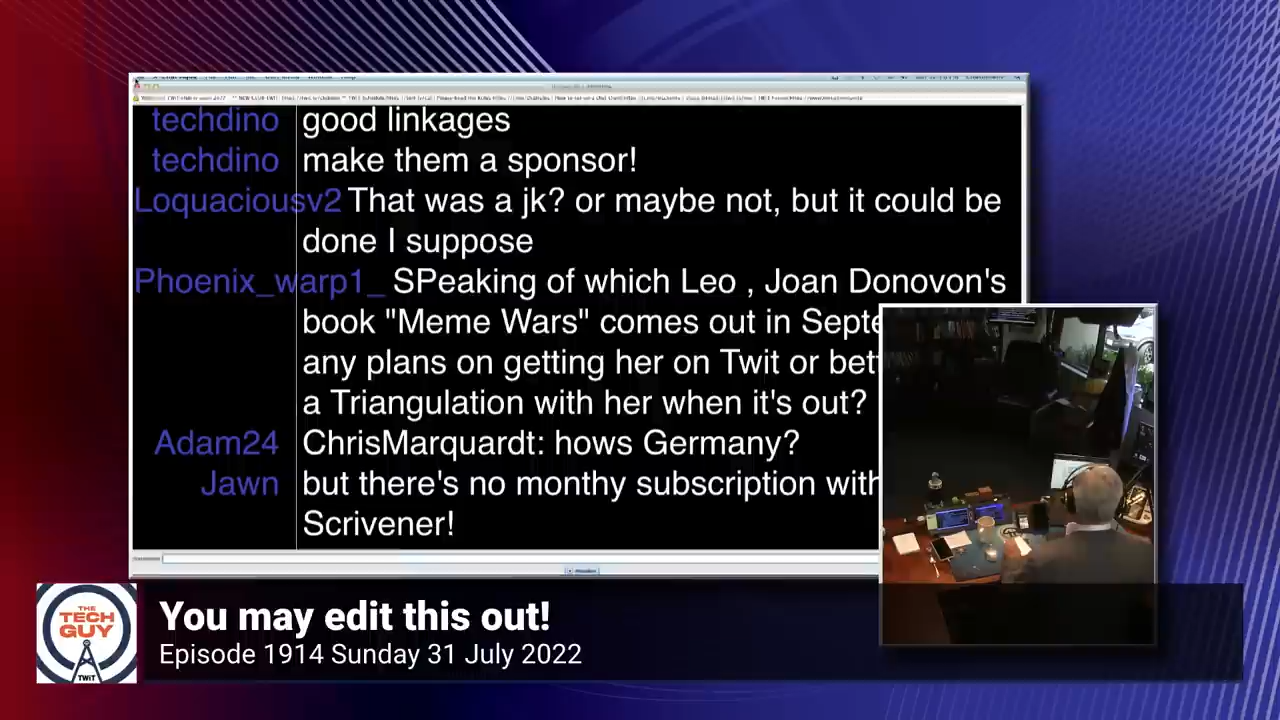 techdino good linkages
techdino make them a sponsor!
Loquaciousv2 That was a jk? or maybe not, but it could be
done I suppose
Phoenix_warp1_ SPeaking of which Leo , Joan Donovon's
book "Meme Wars" comes out in Septe
any plans on getting her on Twit or bet
a Triangulation with her when it's out?
Adam24 ChrisMarquardt: hows Germany?
Jawn but there's no monthy subscription with
Scrivener!
THE
TECH
GUY
TWiT
You may edit this out!
Episode 1914 Sunday 31 July 2022